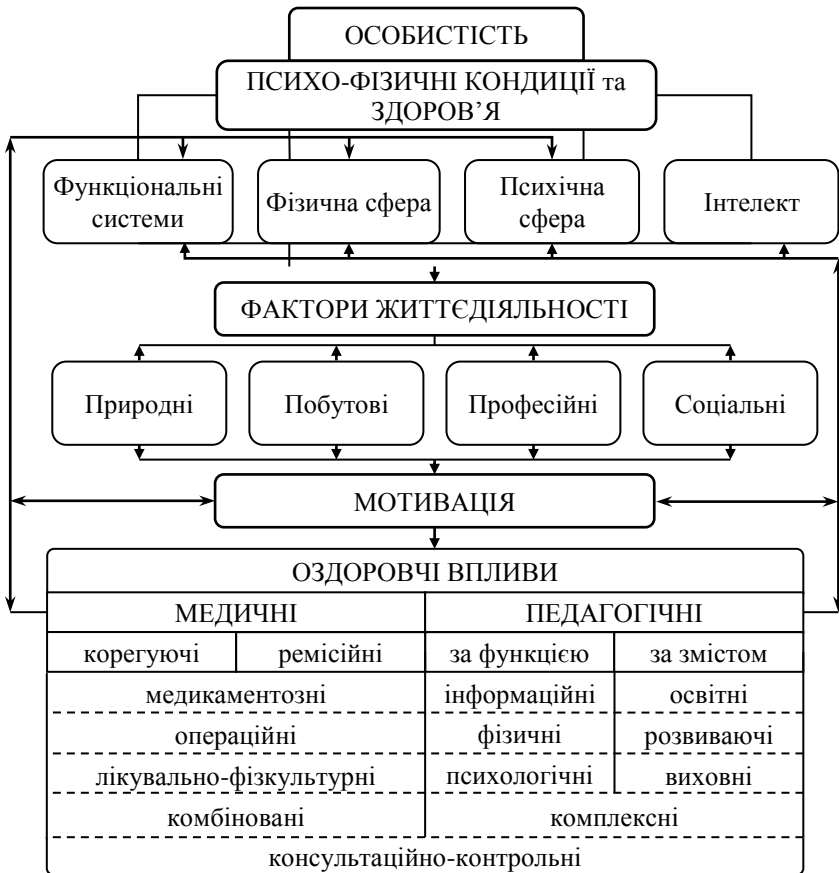 ОСОБИСТІСТЬ
ПСИХО-ФІЗИЧНІ КОНДИЦІЇ та
ЗДОРОВ’Я
Функціональні
системи
Фізична сфера
Психічна
сфера
Інтелект
ФАКТОРИ ЖИТТЄДІЯЛЬНОСТІ
Природні
Побутові
Професійні
Соціальні
МОТИВАЦІЯ
ОЗДОРОВЧІ ВПЛИВИ
МЕДИЧНІ
ПЕДАГОГІЧНІ
корегуючі
ремісійні
за функцією
за змістом
медикаментозні
інформаційні
освітні
операційні
фізичні
розвиваючі
лікувально-фізкультурні
психологічні
виховні
комбіновані
комплексні
консультаційно-контрольні